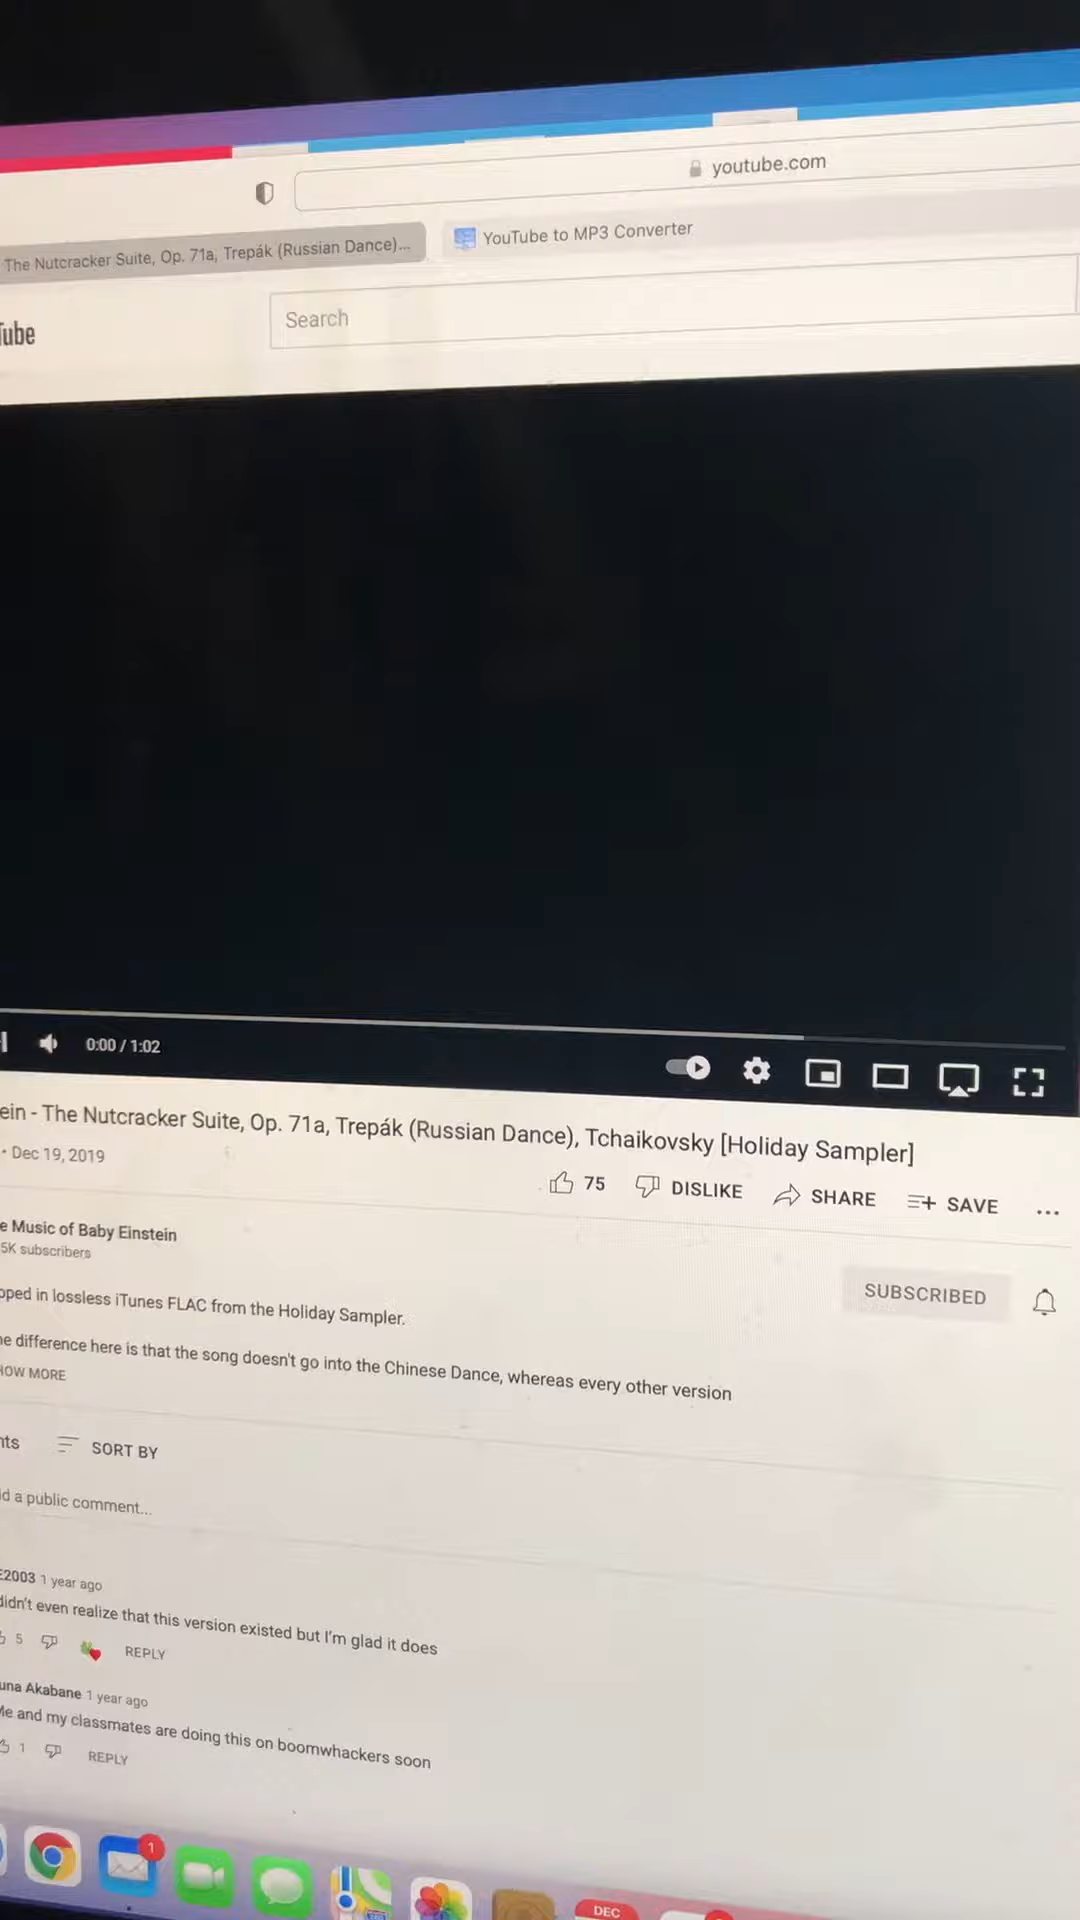 youtube.com
The Nutcracker Suite, Op. 71a, Trepák (Russian Dance)...
YouTube to MP3 Converter
Tube
Search
0:00 / 1:02
ein - The Nutcracker Suite, Op. 71a, Trepák (Russian Dance), Tchaikovsky [Holiday Sampler]
• Dec 19, 2019
75 DISLIKE SHARE SAVE ...
e Music of Baby Einstein
5K subscribers
SUBSCRIBED
pped in lossless iTunes FLAC from the Holiday Sampler.
ne difference here is that the song doesn't go into the Chinese Dance, whereas every other version
HOW MORE
nts SORT BY
d a public comment...
E2003 1 year ago
didn't even realize that this version existed but I'm glad it does
5 REPLY
una Akabane 1 year ago
Me and my classmates are doing this on boomwhackers soon
1 REPLY
1
DEC